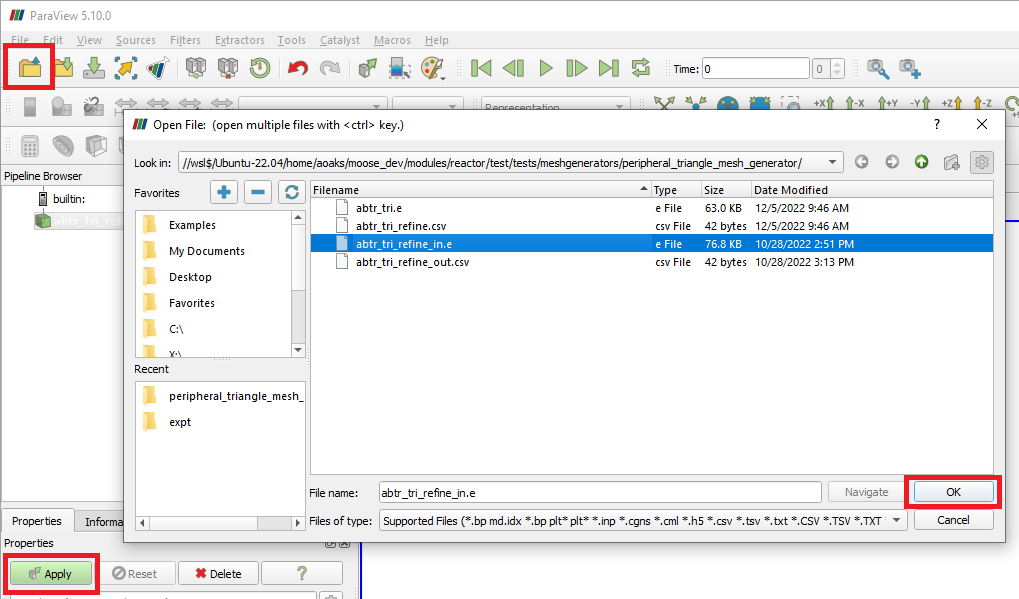 ParaView 5.10.0
File Edit View Sources Filters Extractors Tools Catalyst Macros Help
Time: 0 0
Representation
+X -X +Y -Y +Z -Z
Open File: (open multiple files with <ctrl> key.) ? 
Look in: //wsl$/Ubuntu-22.04/home/aoaks/moose_dev/modules/reactor/test/tests/meshgenerators/peripheral_triangle_mesh_generator/
Pipeline Browser
builtin:
abtr_tri_ref
Favorites
Examples
My Documents
Desktop
Favorites
C:\
X:\
Recent
peripheral_triangle_mesh_
expt
Filename Type Size Date Modified
abtr_tri.e e File 63.0 KB 12/5/2022 9:46 AM
abtr_tri_refine.csv csv File 42 bytes 12/5/2022 9:46 AM
abtr_tri_refine_in.e e File 76.8 KB 10/28/2022 2:51 PM
abtr_tri_refine_out.csv csv File 42 bytes 10/28/2022 3:13 PM
File name: abtr_tri_refine_in.e Navigate OK
Files of type: Supported Files (*.bp md.idx *.bp plt* plt* *.inp *.cgns *.cml *.h5 *.csv *.tsv *.txt *.CSV *.TSV *.TXT Cancel
Properties Informa
Properties
Apply Reset Delete ?